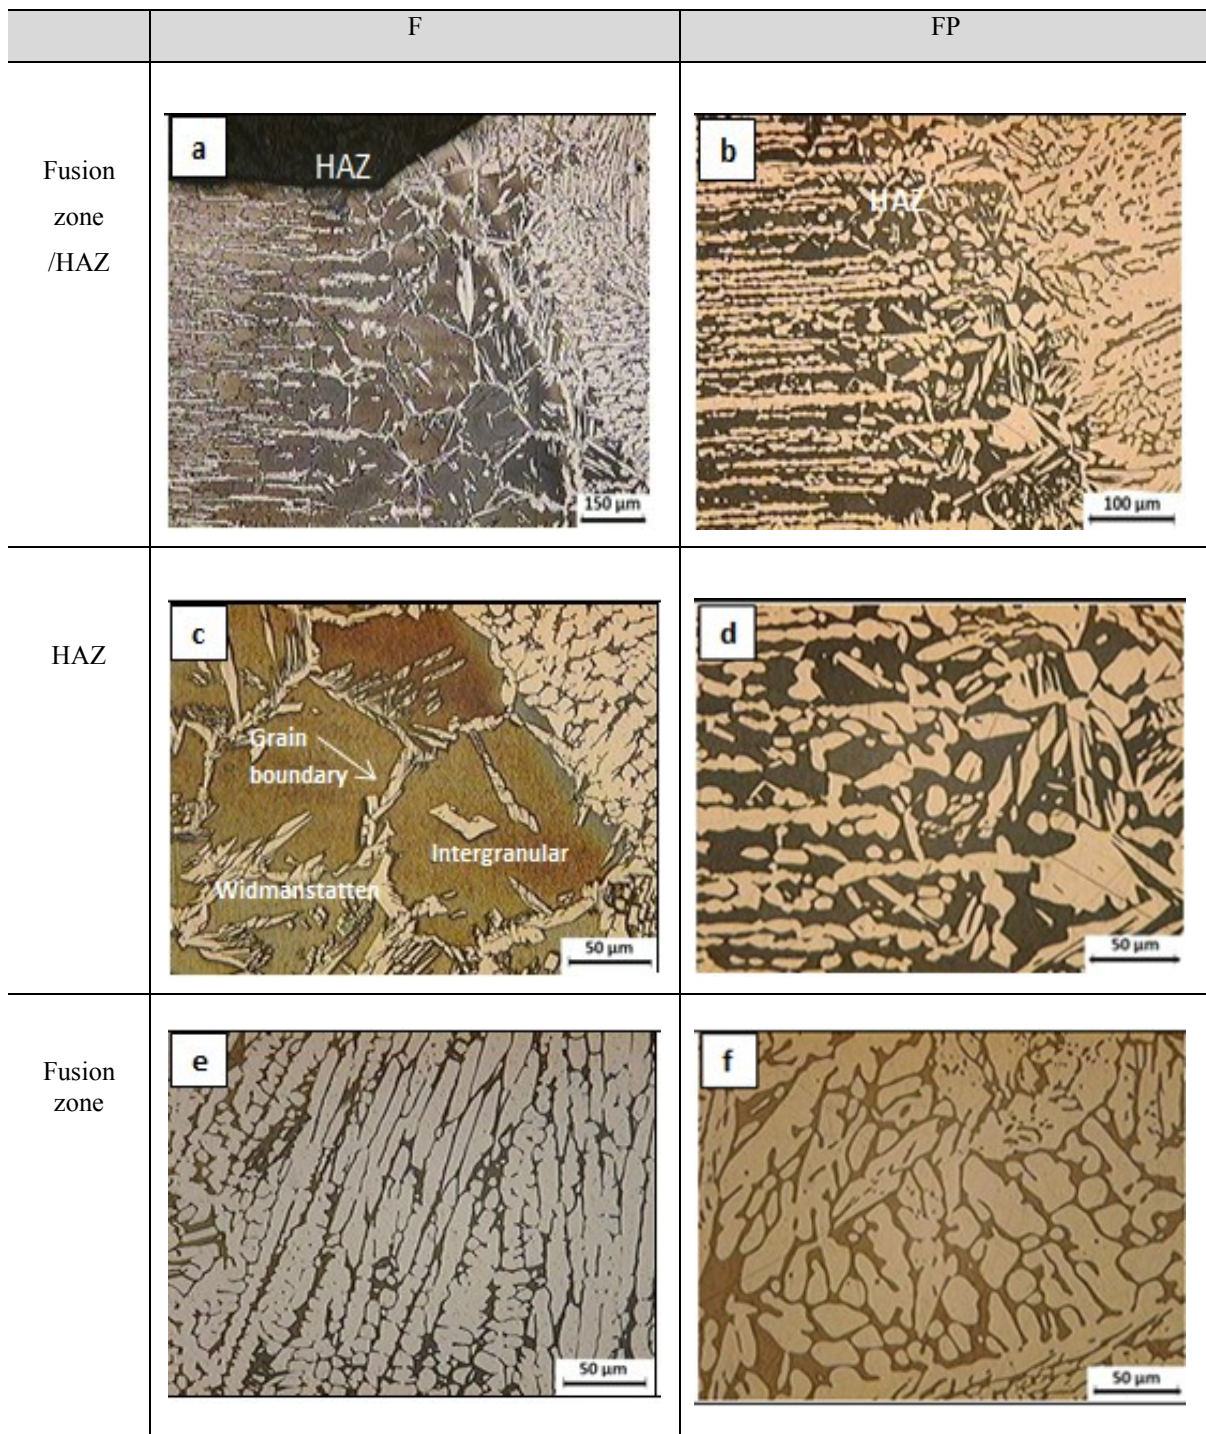 F FP
Fusion
zone
/HAZ
a
HAZ
150 µm
b
HAZ
100 µm
HAZ
c
Grain
boundary
Intergranular
Widmanstatten
50 µm
d
50 µm
Fusion
zone
e
50 µm
f
50 µm